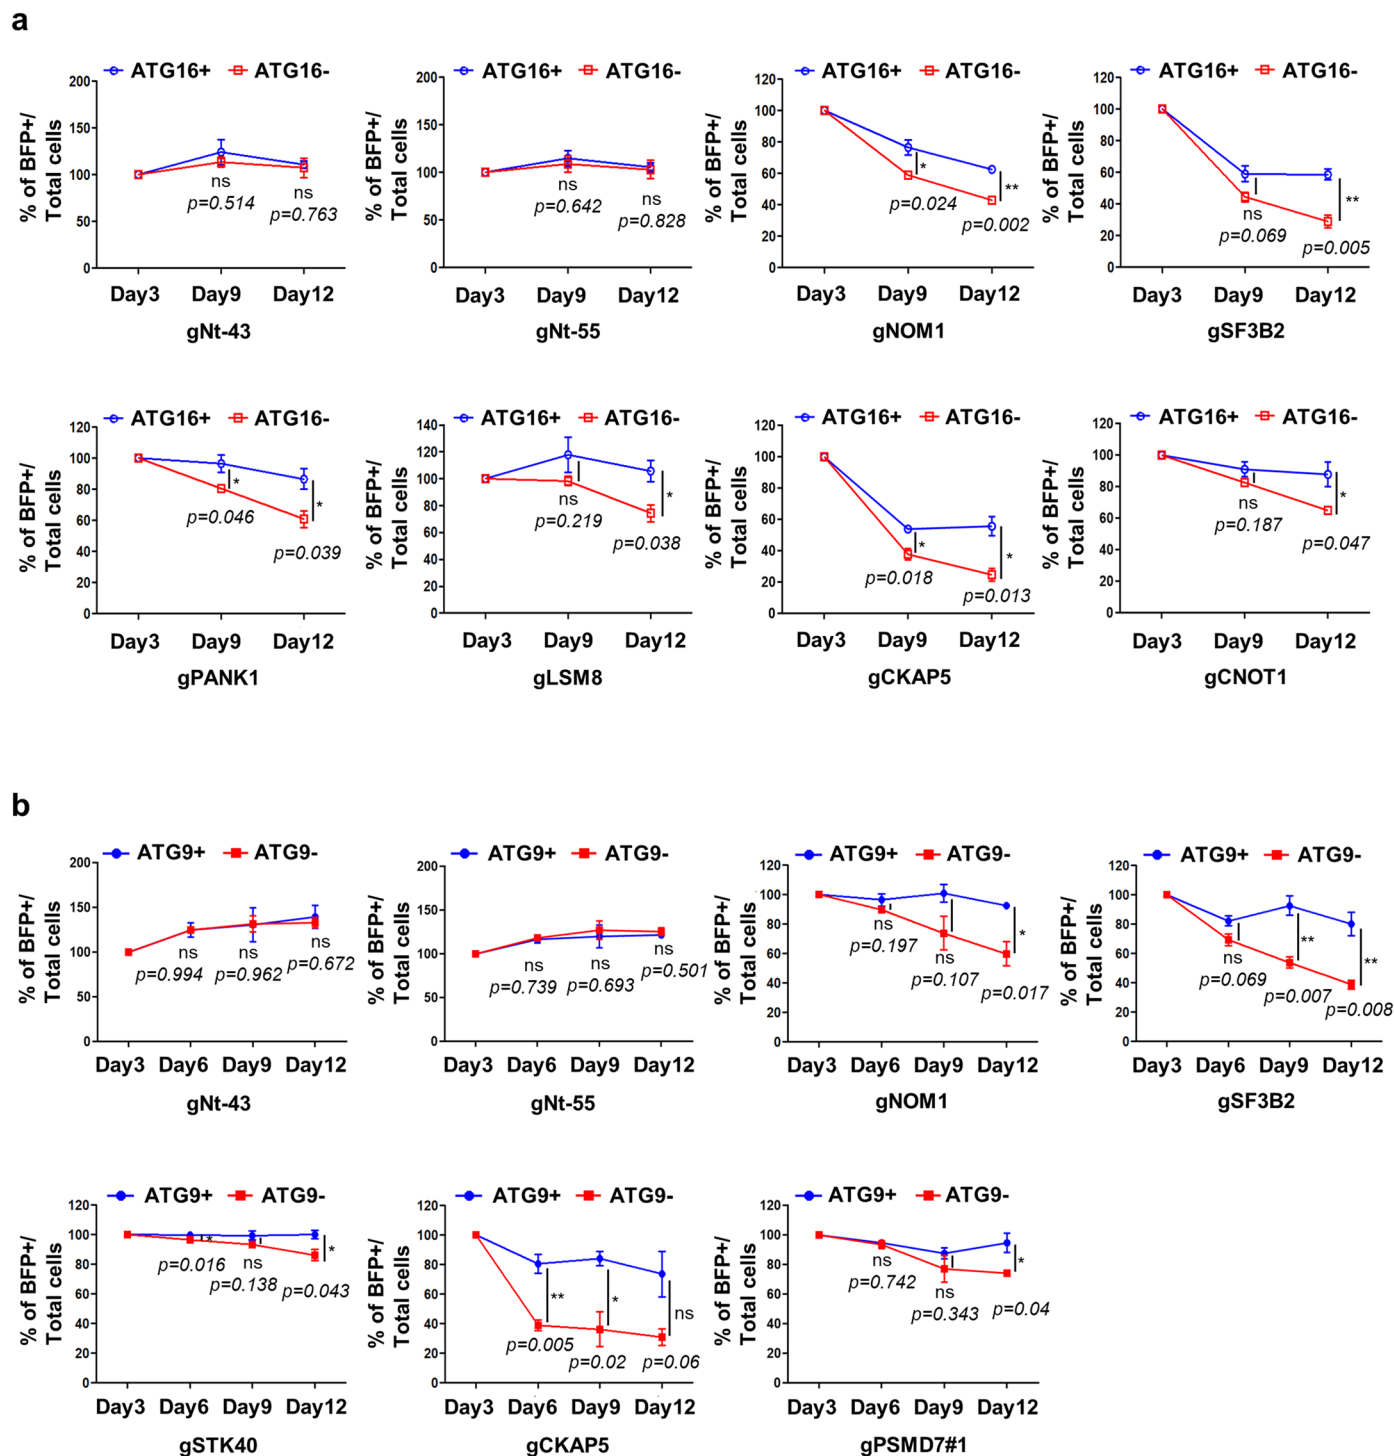 a
ATG16+ ATG16-
% of BFP+/
Total cells
200
150
100
50
0
ns
p=0.514
ns
p=0.763
Day3 Day9 Day12
gNt-43
ATG16+ ATG16-
% of BFP+/
Total cells
200
150
100
50
0
ns
p=0.642
ns
p=0.828
Day3 Day9 Day12
gNt-55
ATG16+ ATG16-
% of BFP+/
Total cells
120
100
80
60
40
20
0
*
p=0.024
**
p=0.002
Day3 Day9 Day12
gNOM1
ATG16+ ATG16-
% of BFP+/
Total cells
120
100
80
60
40
20
0
ns
p=0.069
**
p=0.005
Day3 Day9 Day12
gSF3B2
ATG16+ ATG16-
% of BFP+/
Total cells
120
100
80
60
40
20
0
*
p=0.046
*
p=0.039
Day3 Day9 Day12
gPANK1
ATG16+ ATG16-
% of BFP+/
Total cells
140
120
100
80
60
40
20
0
ns
p=0.219
*
p=0.038
Day3 Day9 Day12
gLSM8
ATG16+ ATG16-
% of BFP+/
Total cells
120
100
80
60
40
20
0
*
p=0.018
*
p=0.013
Day3 Day9 Day12
gCKAP5
ATG16+ ATG16-
% of BFP+/
Total cells
120
100
80
60
40
20
0
ns
p=0.187
*
p=0.047
Day3 Day9 Day12
gCNOT1
b
ATG9+ ATG9-
% of BFP+/
Total cells
200
150
100
50
0
ns
p=0.994
ns
p=0.962
ns
p=0.672
Day3 Day6 Day9 Day12
gNt-43
ATG9+ ATG9-
% of BFP+/
Total cells
200
150
100
50
0
ns
p=0.739
ns
p=0.693
ns
p=0.501
Day3 Day6 Day9 Day12
gNt-55
ATG9+ ATG9-
% of BFP+/
Total cells
120
100
80
60
40
20
0
ns
p=0.197
ns
p=0.107
*
p=0.017
Day3 Day6 Day9 Day12
gNOM1
ATG9+ ATG9-
% of BFP+/
Total cells
120
100
80
60
40
20
0
ns
p=0.069
**
p=0.007
**
p=0.008
Day3 Day6 Day9 Day12
gSF3B2
ATG9+ ATG9-
% of BFP+/
Total cells
120
100
80
60
40
20
0
*
p=0.016
ns
p=0.138
*
p=0.043
Day3 Day6 Day9 Day12
gSTK40
ATG9+ ATG9-
% of BFP+/
Total cells
120
100
80
60
40
20
0
**
p=0.005
*
p=0.02
ns
p=0.06
Day3 Day6 Day9 Day12
gCKAP5
ATG9+ ATG9-
% of BFP+/
Total cells
120
100
80
60
40
20
0
ns
p=0.742
ns
p=0.343
*
p=0.04
Day3 Day6 Day9 Day12
gPSMD7#1